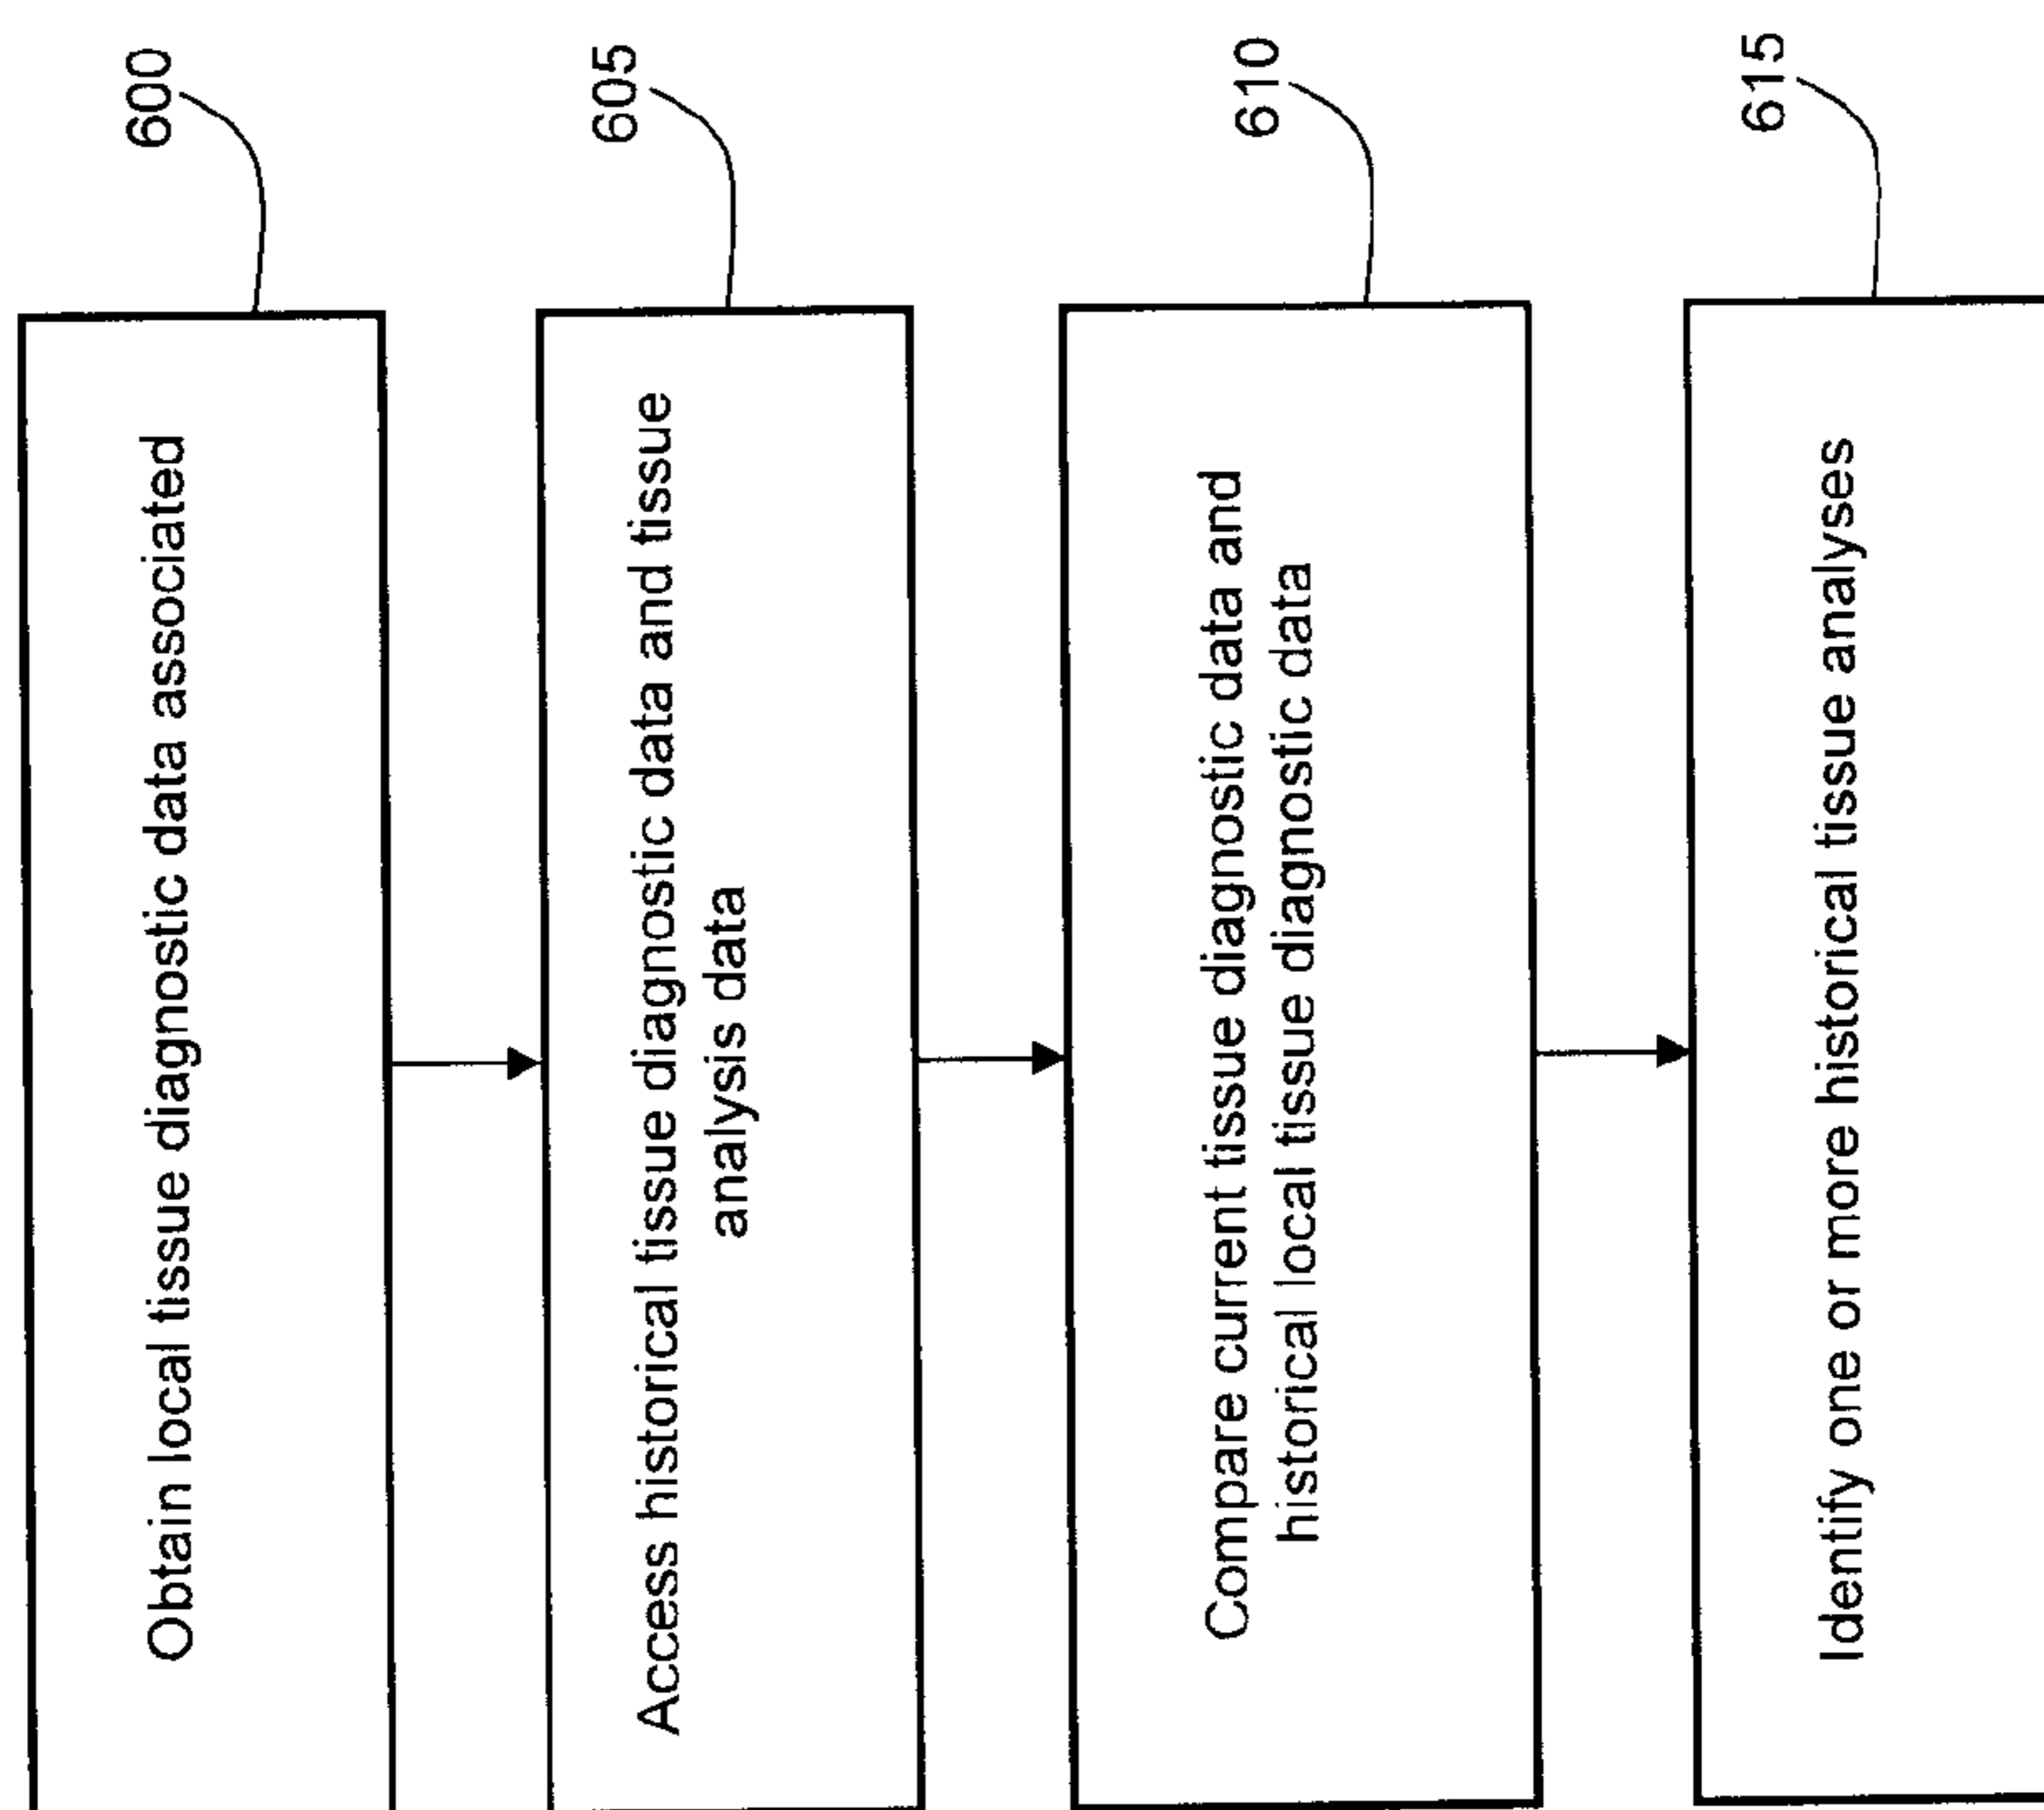 600
Obtain local tissue diagnostic data associated
605
Access historical tissue diagnostic data and tissue
analysis data
610
Compare current tissue diagnostic data and
historical local tissue diagnostic data
615
Identify one or more historical tissue analyses